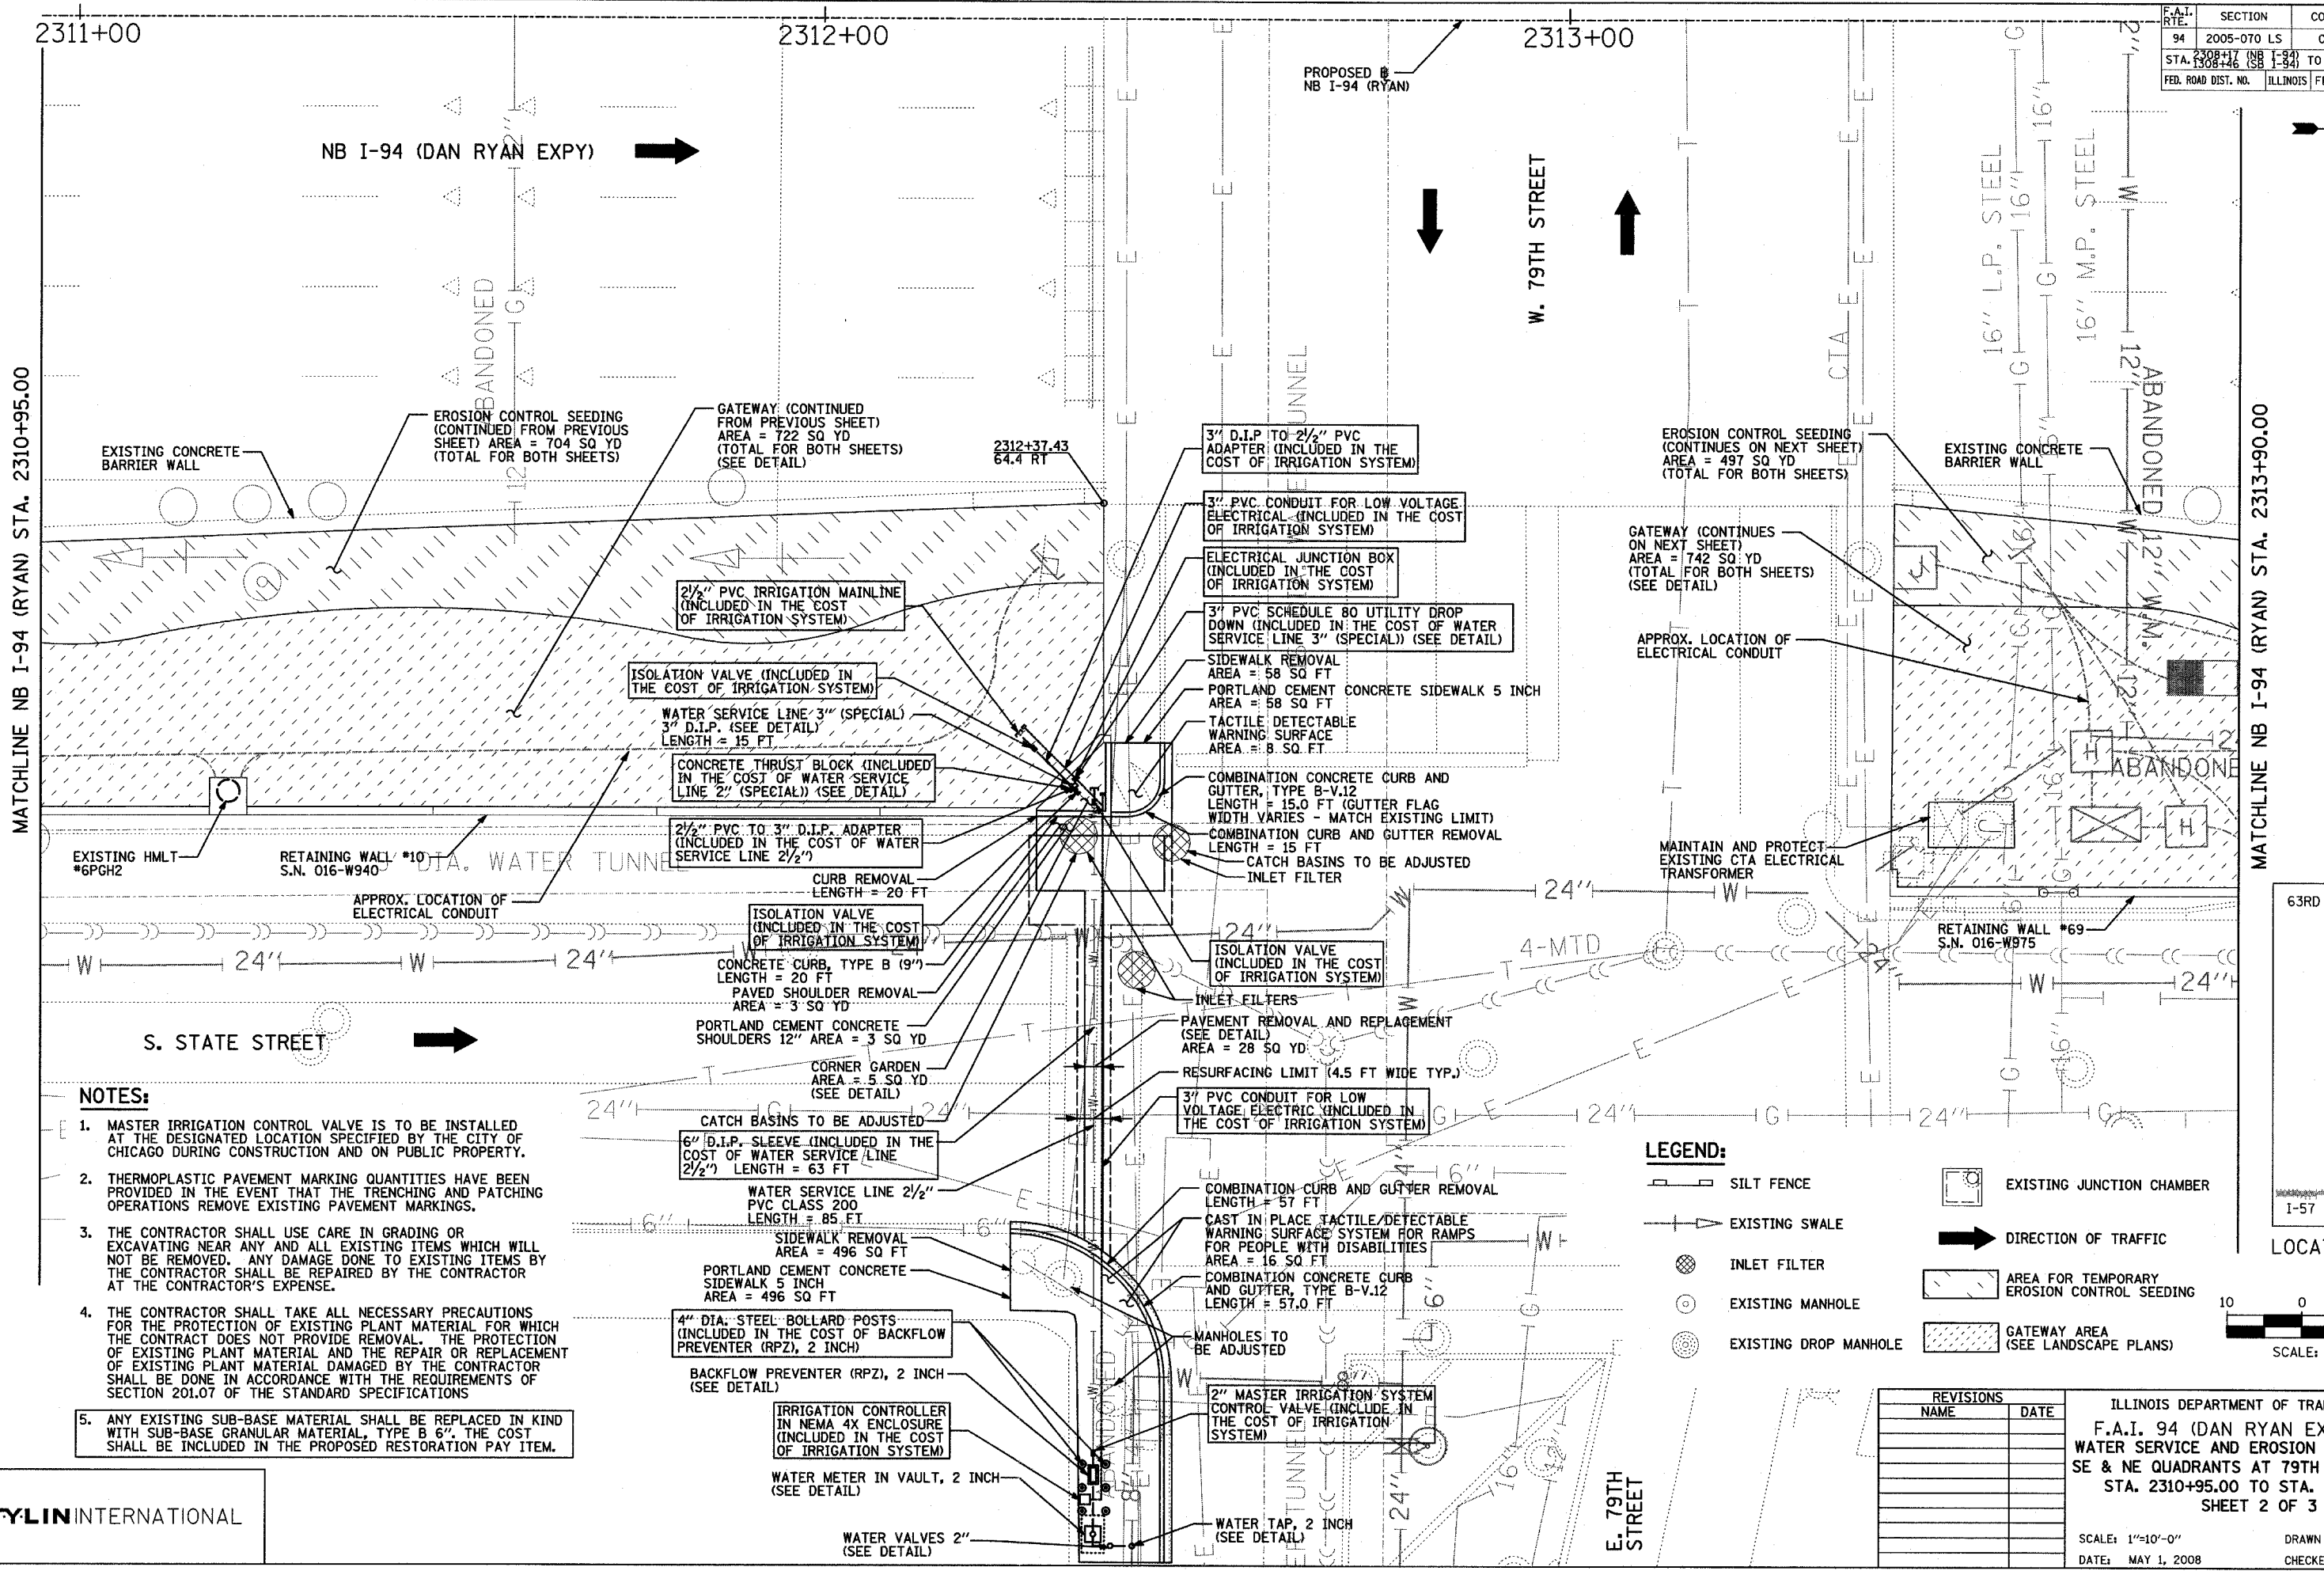 2311+00
2312+00
2313+00
PROPOSED ⅊
NB I-94 (RYAN)
F.A.I.
RTE.
SECTION
94
2005-070 LS
STA. 2308+17 (NB I-94) TO
1308+46 (SB I-94)
FED. ROAD DIST. NO.
ILLINOIS
NB I-94 (DAN RYAN EXPY)
W. 79TH STREET
MATCHLINE NB I-94 (RYAN) STA. 2310+95.00
MATCHLINE NB I-94 (RYAN) STA. 2313+90.00
ABANDONED
CTA
16" L.P. STEEL
16" M.P. STEEL
ABANDONED
12" W.M.
EXISTING CONCRETE
BARRIER WALL
EROSION CONTROL SEEDING
(CONTINUED FROM PREVIOUS
SHEET) AREA = 704 SQ YD
(TOTAL FOR BOTH SHEETS)
GATEWAY (CONTINUED
FROM PREVIOUS SHEET)
AREA = 722 SQ YD
(TOTAL FOR BOTH SHEETS)
(SEE DETAIL)
2312+37.43
64.4 RT
3" D.I.P TO 2½" PVC
ADAPTER (INCLUDED IN THE
COST OF IRRIGATION SYSTEM)
3" PVC CONDUIT FOR LOW VOLTAGE
ELECTRICAL (INCLUDED IN THE COST
OF IRRIGATION SYSTEM)
ELECTRICAL JUNCTION BOX
(INCLUDED IN THE COST
OF IRRIGATION SYSTEM)
3" PVC SCHEDULE 80 UTILITY DROP
DOWN (INCLUDED IN THE COST OF WATER
SERVICE LINE 3" (SPECIAL)) (SEE DETAIL)
SIDEWALK REMOVAL
AREA = 58 SQ FT
PORTLAND CEMENT CONCRETE SIDEWALK 5 INCH
AREA = 58 SQ FT
TACTILE DETECTABLE
WARNING SURFACE
AREA = 8 SQ FT
COMBINATION CONCRETE CURB AND
GUTTER, TYPE B-V.12
LENGTH = 15.0 FT (GUTTER FLAG
WIDTH VARIES - MATCH EXISTING LIMIT)
COMBINATION CURB AND GUTTER REMOVAL
LENGTH = 15 FT
CATCH BASINS TO BE ADJUSTED
INLET FILTER
EROSION CONTROL SEEDING
(CONTINUES ON NEXT SHEET)
AREA = 497 SQ YD
(TOTAL FOR BOTH SHEETS)
EXISTING CONCRETE
BARRIER WALL
GATEWAY (CONTINUES
ON NEXT SHEET)
AREA = 742 SQ YD
(TOTAL FOR BOTH SHEETS)
(SEE DETAIL)
APPROX. LOCATION OF
ELECTRICAL CONDUIT
MAINTAIN AND PROTECT
EXISTING CTA ELECTRICAL
TRANSFORMER
RETAINING WALL #69
S.N. 016-W975
2½" PVC IRRIGATION MAINLINE
(INCLUDED IN THE COST
OF IRRIGATION SYSTEM)
ISOLATION VALVE (INCLUDED IN
THE COST OF IRRIGATION SYSTEM)
WATER SERVICE LINE 3" (SPECIAL)
3" D.I.P. (SEE DETAIL)
LENGTH = 15 FT
CONCRETE THRUST BLOCK (INCLUDED
IN THE COST OF WATER SERVICE
LINE 2" (SPECIAL)) (SEE DETAIL)
2½" PVC TO 3" D.I.P. ADAPTER
(INCLUDED IN THE COST OF WATER
SERVICE LINE 2½")
EXISTING HMLT
#6PGH2
RETAINING WALL #10
S.N. 016-W940
DIA. WATER TUNNEL
APPROX. LOCATION OF
ELECTRICAL CONDUIT
CURB REMOVAL
LENGTH = 20 FT
ISOLATION VALVE
(INCLUDED IN THE COST
OF IRRIGATION SYSTEM)
CONCRETE CURB, TYPE B (9")
LENGTH = 20 FT
PAVED SHOULDER REMOVAL
AREA = 3 SQ YD
PORTLAND CEMENT CONCRETE
SHOULDERS 12" AREA = 3 SQ YD
CORNER GARDEN
AREA = 5 SQ YD
(SEE DETAIL)
CATCH BASINS TO BE ADJUSTED
6" D.I.P. SLEEVE (INCLUDED IN THE
COST OF WATER SERVICE LINE
2½") LENGTH = 63 FT
WATER SERVICE LINE 2½"
PVC CLASS 200
LENGTH = 85 FT
SIDEWALK REMOVAL
AREA = 496 SQ FT
PORTLAND CEMENT CONCRETE
SIDEWALK 5 INCH
AREA = 496 SQ FT
4" DIA. STEEL BOLLARD POSTS
(INCLUDED IN THE COST OF BACKFLOW
PREVENTER (RPZ), 2 INCH)
BACKFLOW PREVENTER (RPZ), 2 INCH
(SEE DETAIL)
IRRIGATION CONTROLLER
IN NEMA 4X ENCLOSURE
(INCLUDED IN THE COST
OF IRRIGATION SYSTEM)
WATER METER IN VAULT, 2 INCH
(SEE DETAIL)
WATER VALVES 2"
(SEE DETAIL)
ISOLATION VALVE
(INCLUDED IN THE COST
OF IRRIGATION SYSTEM)
INLET FILTERS
PAVEMENT REMOVAL AND REPLACEMENT
(SEE DETAIL)
AREA = 28 SQ YD
RESURFACING LIMIT (4.5 FT WIDE TYP.)
3" PVC CONDUIT FOR LOW
VOLTAGE ELECTRIC (INCLUDED IN
THE COST OF IRRIGATION SYSTEM)
COMBINATION CURB AND GUTTER REMOVAL
LENGTH = 57 FT
CAST IN PLACE TACTILE/DETECTABLE
WARNING SURFACE SYSTEM FOR RAMPS
FOR PEOPLE WITH DISABILITIES
AREA = 16 SQ FT
COMBINATION CONCRETE CURB
AND GUTTER, TYPE B-V.12
LENGTH = 57.0 FT
MANHOLES TO
BE ADJUSTED
2" MASTER IRRIGATION SYSTEM
CONTROL VALVE (INCLUDE IN
THE COST OF IRRIGATION
SYSTEM)
WATER TAP, 2 INCH
(SEE DETAIL)
4-MTD
S. STATE STREET
E. 79TH
STREET
NOTES:
1. MASTER IRRIGATION CONTROL VALVE IS TO BE INSTALLED
AT THE DESIGNATED LOCATION SPECIFIED BY THE CITY OF
CHICAGO DURING CONSTRUCTION AND ON PUBLIC PROPERTY.
2. THERMOPLASTIC PAVEMENT MARKING QUANTITIES HAVE BEEN
PROVIDED IN THE EVENT THAT THE TRENCHING AND PATCHING
OPERATIONS REMOVE EXISTING PAVEMENT MARKINGS.
3. THE CONTRACTOR SHALL USE CARE IN GRADING OR
EXCAVATING NEAR ANY AND ALL EXISTING ITEMS WHICH WILL
NOT BE REMOVED. ANY DAMAGE DONE TO EXISTING ITEMS BY
THE CONTRACTOR SHALL BE REPAIRED BY THE CONTRACTOR
AT THE CONTRACTOR'S EXPENSE.
4. THE CONTRACTOR SHALL TAKE ALL NECESSARY PRECAUTIONS
FOR THE PROTECTION OF EXISTING PLANT MATERIAL FOR WHICH
THE CONTRACT DOES NOT PROVIDE REMOVAL. THE PROTECTION
OF EXISTING PLANT MATERIAL AND THE REPAIR OR REPLACEMENT
OF EXISTING PLANT MATERIAL DAMAGED BY THE CONTRACTOR
SHALL BE DONE IN ACCORDANCE WITH THE REQUIREMENTS OF
SECTION 201.07 OF THE STANDARD SPECIFICATIONS
5. ANY EXISTING SUB-BASE MATERIAL SHALL BE REPLACED IN KIND
WITH SUB-BASE GRANULAR MATERIAL, TYPE B 6". THE COST
SHALL BE INCLUDED IN THE PROPOSED RESTORATION PAY ITEM.
LEGEND:
SILT FENCE
EXISTING SWALE
INLET FILTER
EXISTING MANHOLE
EXISTING DROP MANHOLE
EXISTING JUNCTION CHAMBER
DIRECTION OF TRAFFIC
AREA FOR TEMPORARY
EROSION CONTROL SEEDING
GATEWAY AREA
(SEE LANDSCAPE PLANS)
63RD
I-57
10 0
SCALE:
REVISIONS
NAME DATE
ILLINOIS DEPARTMENT OF
F.A.I. 94 (DAN RYAN
WATER SERVICE AND EROSION
SE & NE QUADRANTS AT 79TH
STA. 2310+95.00 TO STA.
SHEET 2 OF 3
SCALE: 1"=10'-0"
DRAWN
DATE: MAY 1, 2008
YLIN INTERNATIONAL